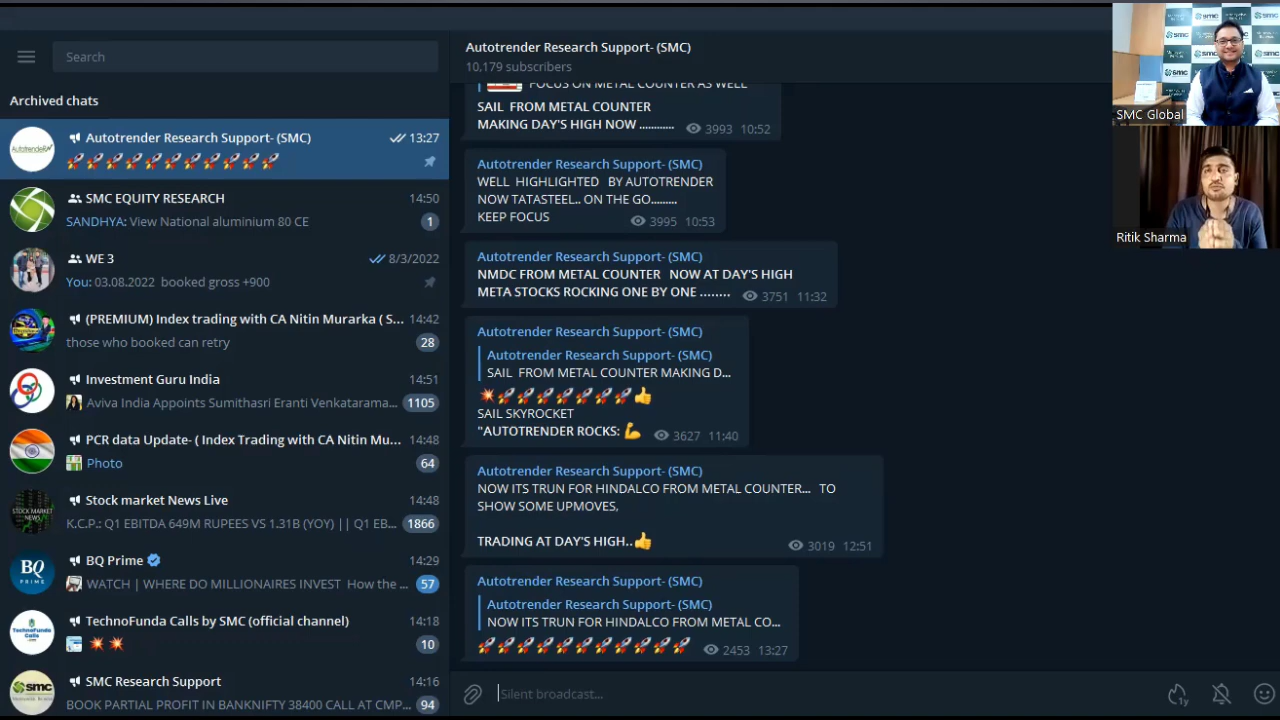 Search
Archived chats
Autotrender Research Support- (SMC)
13:27
🚀🚀🚀🚀🚀🚀🚀🚀🚀🚀🚀
SMC EQUITY RESEARCH
14:50
SANDHYA: View National aluminium 80 CE
1
WE 3
8/3/2022
You: 03.08.2022 booked gross +900
(PREMIUM) Index trading with CA Nitin Murarka ( S...
14:42
those who booked can retry
28
Investment Guru India
14:51
Aviva India Appoints Sumithasri Eranti Venkatarama...
1105
PCR data Update- ( Index Trading with CA Nitin Mu...
14:48
Photo
64
Stock market News Live
14:48
K.C.P.: Q1 EBITDA 649M RUPEES VS 1.31B (YOY) || Q1 EB...
1866
BQ Prime
14:29
WATCH | WHERE DO MILLIONAIRES INVEST How the ...
57
TechnoFunda Calls by SMC (official channel)
14:18
💥💥
10
SMC Research Support
14:16
BOOK PARTIAL PROFIT IN BANKNIFTY 38400 CALL AT CMP...
94
Autotrender Research Support- (SMC)
10,179 subscribers
FOCUS ON METAL COUNTER AS WELL
SAIL FROM METAL COUNTER
MAKING DAY'S HIGH NOW ........... 3993 10:52
Autotrender Research Support- (SMC)
WELL HIGHLIGHTED BY AUTOTRENDER
NOW TATASTEEL.. ON THE GO.........
KEEP FOCUS 3995 10:53
Autotrender Research Support- (SMC)
NMDC FROM METAL COUNTER NOW AT DAY'S HIGH
META STOCKS ROCKING ONE BY ONE ........ 3751 11:32
Autotrender Research Support- (SMC)
Autotrender Research Support- (SMC)
SAIL FROM METAL COUNTER MAKING D...
💥🚀🚀🚀🚀🚀🚀🚀👍
SAIL SKYROCKET
"AUTOTRENDER ROCKS: 💪 3627 11:40
Autotrender Research Support- (SMC)
NOW ITS TRUN FOR HINDALCO FROM METAL COUNTER... TO
SHOW SOME UPMOVES,
TRADING AT DAY'S HIGH..👍 3019 12:51
Autotrender Research Support- (SMC)
Autotrender Research Support- (SMC)
NOW ITS TRUN FOR HINDALCO FROM METAL CO...
🚀🚀🚀🚀🚀🚀🚀🚀🚀🚀🚀 2453 13:27
Silent broadcast...
1y
SMC Global
Ritik Sharma
AutotrendeR
STOCK MARKET
NEWS
BQ
PRIME
TechnoFunda
Calls
smc
SMC